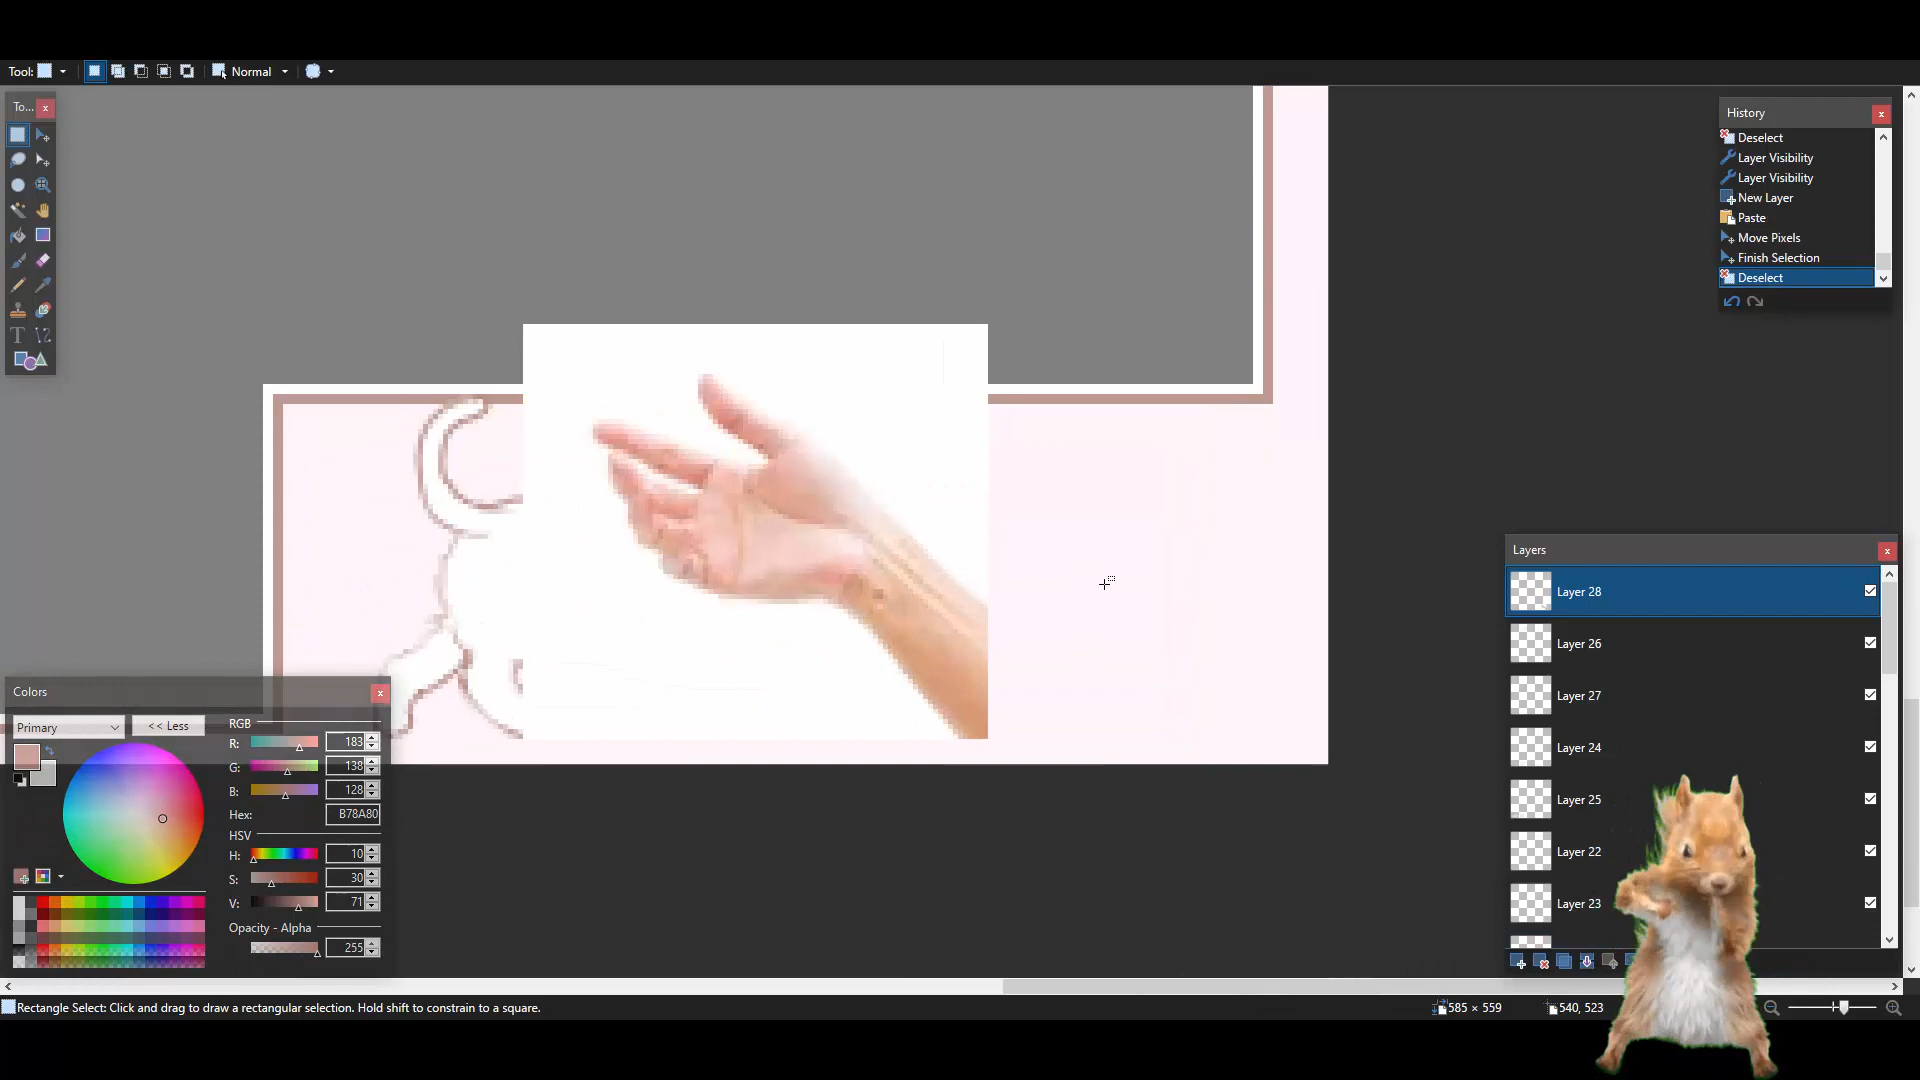 Tool:
Normal
To...
History
Deselect
Layer Visibility
Layer Visibility
New Layer
Paste
Move Pixels
Finish Selection
Deselect
Layers
Layer 28
Layer 26
Layer 27
Layer 24
Layer 25
Layer 22
Layer 23
Colors
Primary
<< Less
RGB
R: 183
G: 138
B: 128
Hex: B78A80
HSV
H: 10
S: 30
V: 71
Opacity - Alpha
255
Rectangle Select: Click and drag to draw a rectangular selection. Hold shift to constrain to a square.
585 × 559
540, 523